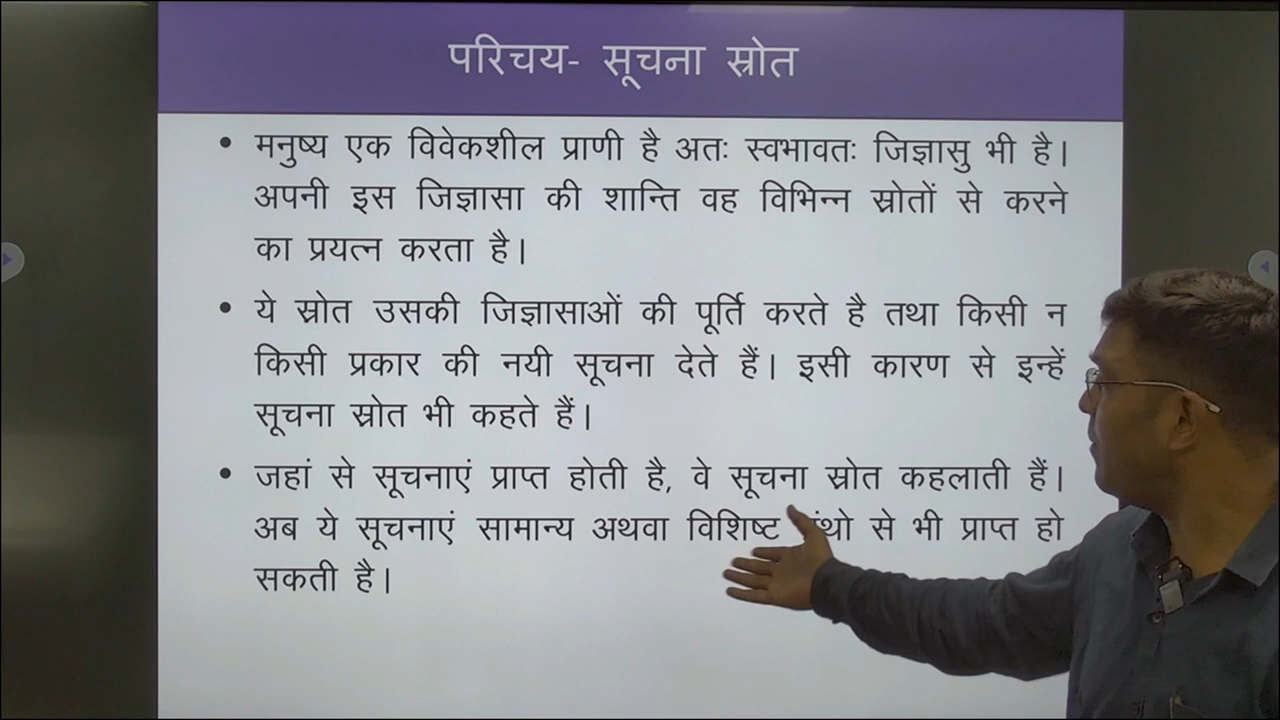 परिचय- सूचना स्रोत
• मनुष्य एक विवेकशील प्राणी है अतः स्वभावतः जिज्ञासु भी है।
अपनी इस जिज्ञासा की शान्ति वह विभिन्न स्रोतों से करने
का प्रयत्न करता है।
• ये स्रोत उसकी जिज्ञासाओं की पूर्ति करते है तथा किसी न
किसी प्रकार की नयी सूचना देते हैं। इसी कारण से इन्हें
सूचना स्रोत भी कहते हैं।
• जहां से सूचनाएं प्राप्त होती है, वे सूचना स्रोत कहलाती हैं।
अब ये सूचनाएं सामान्य अथवा विशिष्ट से भी प्राप्त हो
सकती है।